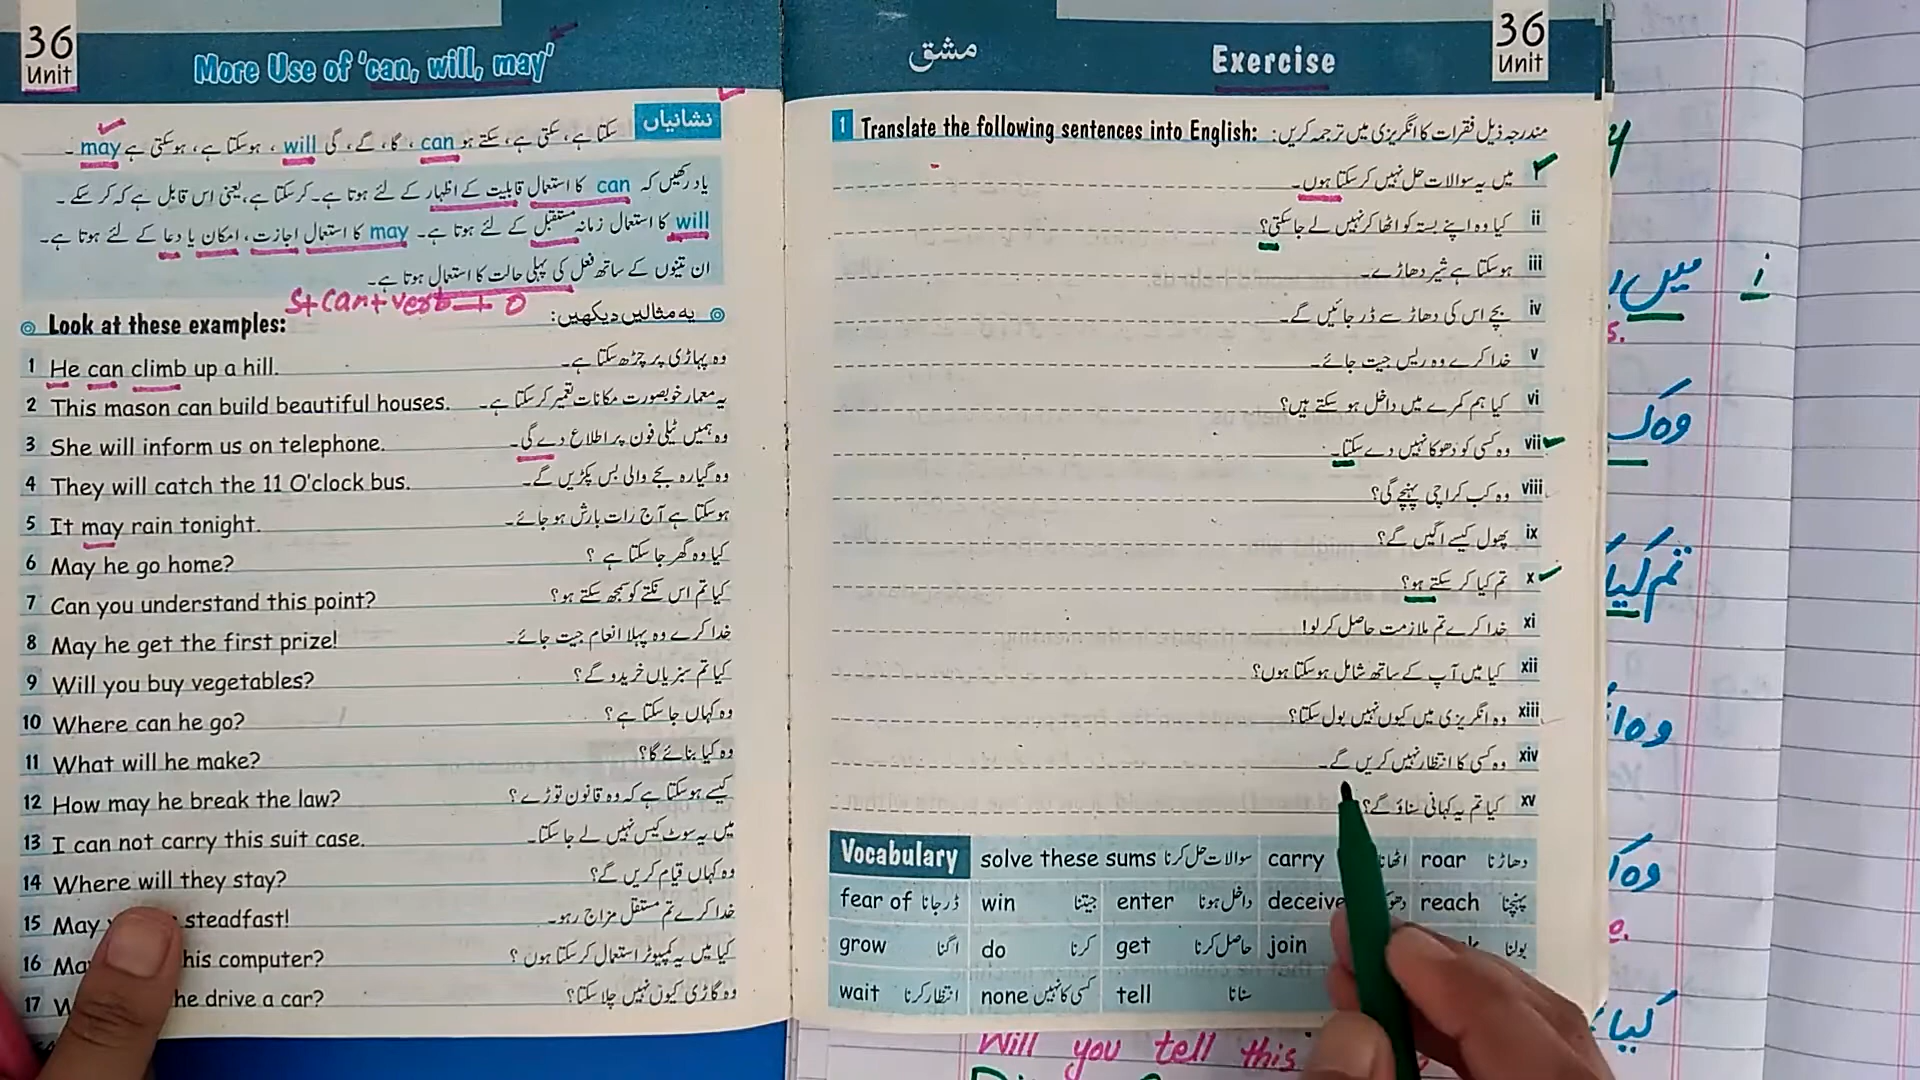 36
Unit
More Use of 'can, will, may'
نشانیاں
سکتا ہے، سکتی ہے، سکتے ہو can ، گا، گے، گی will ، ہوسکتا ہے، ہوسکتی ہے may ۔
یاد رکھیں کہ can کا استعمال قابلیت کے اظہار کے لئے ہوتا ہے۔ کرسکتا ہے، یعنی اس قابل ہے کہ کر سکے ۔
will کا استعمال زمانہ مستقبل کے لئے ہوتا ہے۔ may کا استعمال اجازت، امکان یا دعا کے لئے ہوتا ہے۔
ان تینوں کے ساتھ فعل کی پہلی حالت کا استعمال ہوتا ہے۔
S+Can+verb+O
Look at these examples: یہ مثالیں دیکھیں:
1 He can climb up a hill. وہ پہاڑی پر چڑھ سکتا ہے۔
2 This mason can build beautiful houses. یہ معمار خوبصورت مکانات تعمیر کرسکتا ہے۔
3 She will inform us on telephone. وہ ہمیں ٹیلی فون پر اطلاع دے گی۔
4 They will catch the 11 O'clock bus. وہ گیارہ بجے والی بس پکڑیں گے۔
5 It may rain tonight. ہوسکتا ہے آج رات بارش ہو جائے۔
6 May he go home? کیا وہ گھر جا سکتا ہے ؟
7 Can you understand this point? کیا تم اس نکتے کو سمجھ سکتے ہو؟
8 May he get the first prize! خدا کرے وہ پہلا انعام جیت جائے۔
9 Will you buy vegetables? کیا تم سبزیاں خریدو گے؟
10 Where can he go? وہ کہاں جا سکتا ہے ؟
11 What will he make? وہ کیا بنائے گا؟
12 How may he break the law? کیسے ہوسکتا ہے کہ وہ قانون توڑے ؟
13 I can not carry this suit case. میں یہ سوٹ کیس نہیں لے جا سکتا۔
14 Where will they stay? وہ کہاں قیام کریں گے؟
15 May steadfast! خدا کرے تم مستقل مزاج رہو۔
16 his computer? کیا میں یہ کمپیوٹر استعمال کرسکتا ہوں ؟
17 he drive a car? وہ گاڑی کیوں نہیں چلا سکتا؟
مشق
Exercise
36
Unit
1 Translate the following sentences into English: مندرجہ ذیل فقرات کا انگریزی میں ترجمہ کریں:
میں یہ سوالات حل نہیں کرسکتا ہوں۔
ii کیا وہ اپنے بستہ کو اٹھا کر نہیں لے جاسکتی؟
iii ہوسکتا ہے شیر دھاڑے۔
iv بچے اس کی دھاڑ سے ڈر جائیں گے۔
v خدا کرے وہ ریس جیت جائے۔
vi کیا ہم کمرے میں داخل ہو سکتے ہیں؟
vii وہ کسی کو دھوکا نہیں دے سکتا۔
viii وہ کب کراچی پہنچے گی؟
ix پھول کیسے اگیں گے؟
x تم کیا کر سکتے ہو؟
xi خدا کرے تم ملازمت حاصل کرلو!
xii کیا میں آپ کے ساتھ شامل ہوسکتا ہوں؟
xiii وہ انگریزی میں کیوں نہیں بول سکتا؟
xiv وہ کسی کا انتظار نہیں کریں گے۔
xv کیا تم یہ کہانی سناؤ گے؟
Vocabulary solve these sums سوالات حل کرنا carry اٹھانا roar دھاڑنا
fear of ڈر جانا win جیتنا enter داخل ہونا deceive reach پہنچنا
grow اگنا do کرنا get حاصل کرنا join بولنا
wait انتظار کرنا none کسی کا نہیں tell سنانا
Will you tell this
i میں
s.
وہ
تم کیا
وہ
وہ
o.
کیا